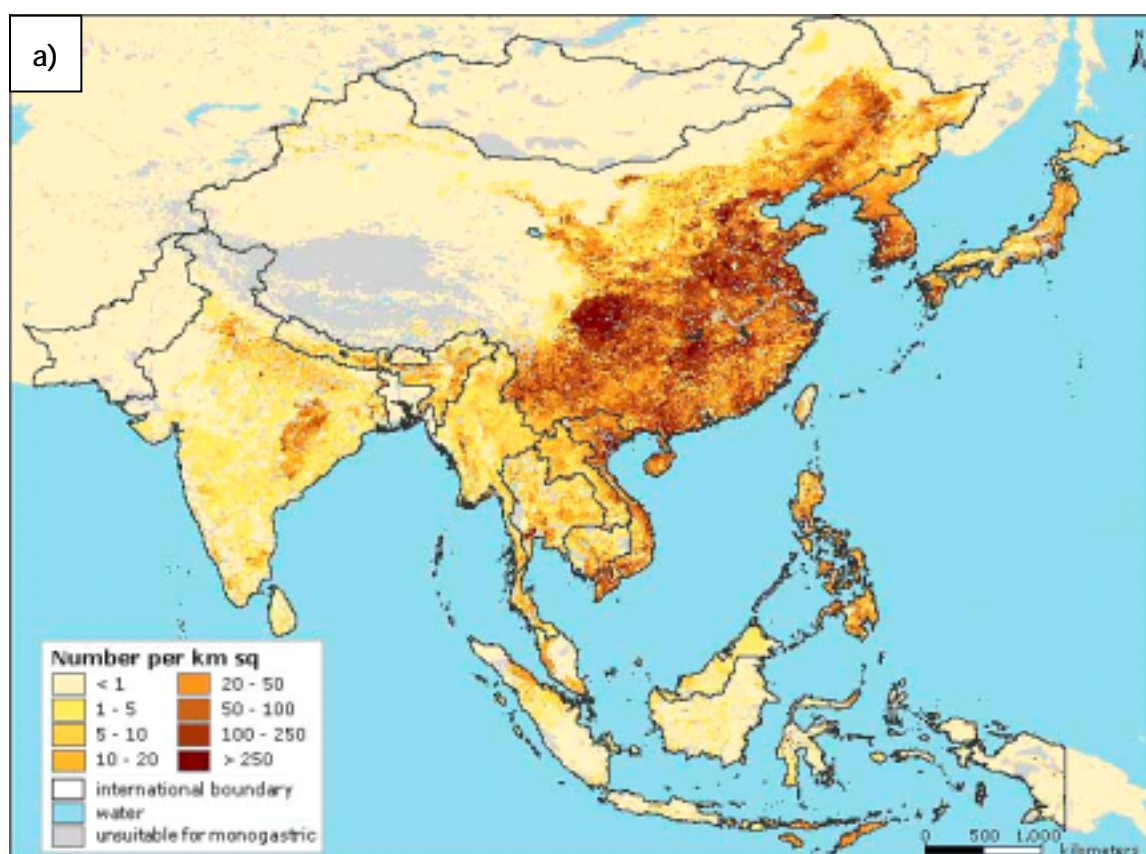 a)
N
Number per km sq
< 1
1 - 5
5 - 10
10 - 20
20 - 50
50 - 100
100 - 250
> 250
international boundary
water
unsuitable for monogastric
0 500 1,000
kilometers